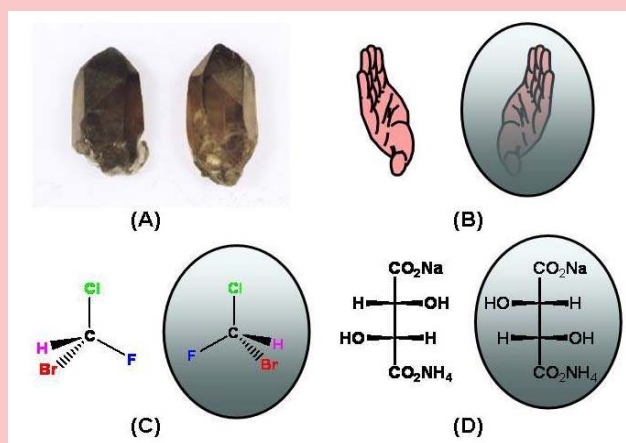 (A)
(B)
Cl
C
H
Br
F
Cl
C
H
Br
F
(C)
CO₂Na
H OH
HO H
CO₂NH₄
CO₂Na
HO H
H OH
CO₂NH₄
(D)